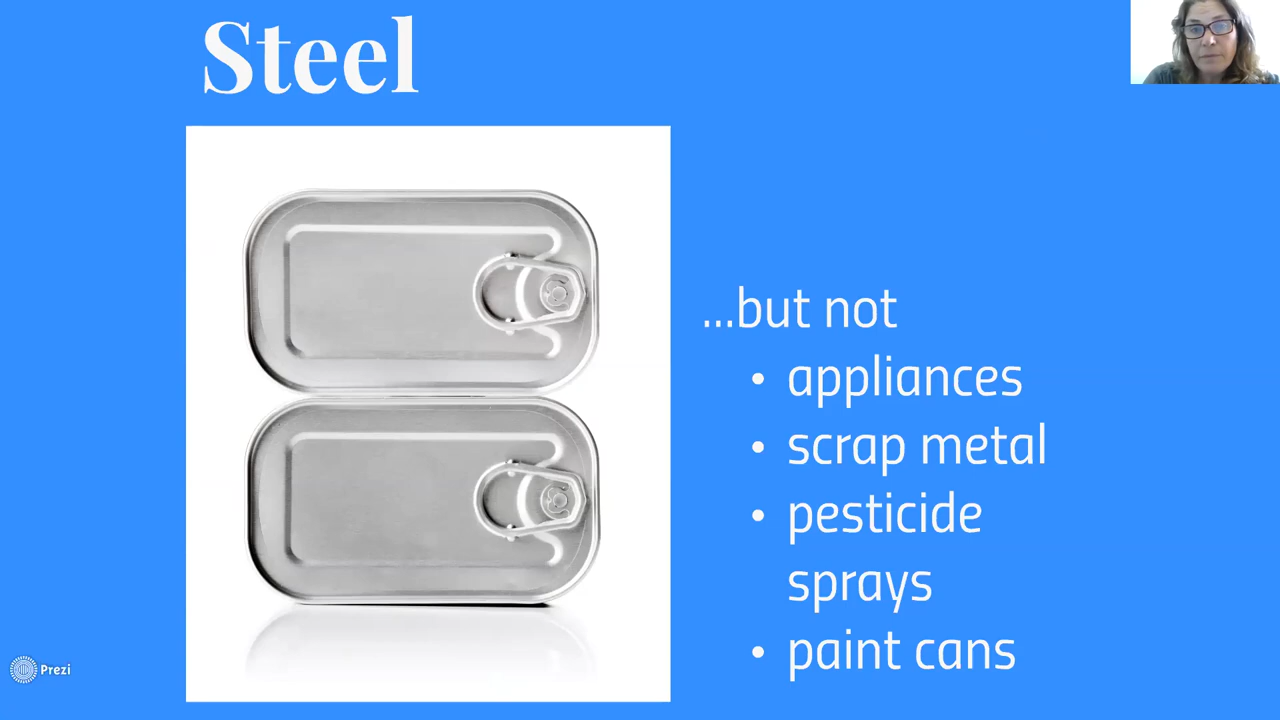 Steel
...but not
• appliances
• scrap metal
• pesticide
sprays
• paint cans
Prezi